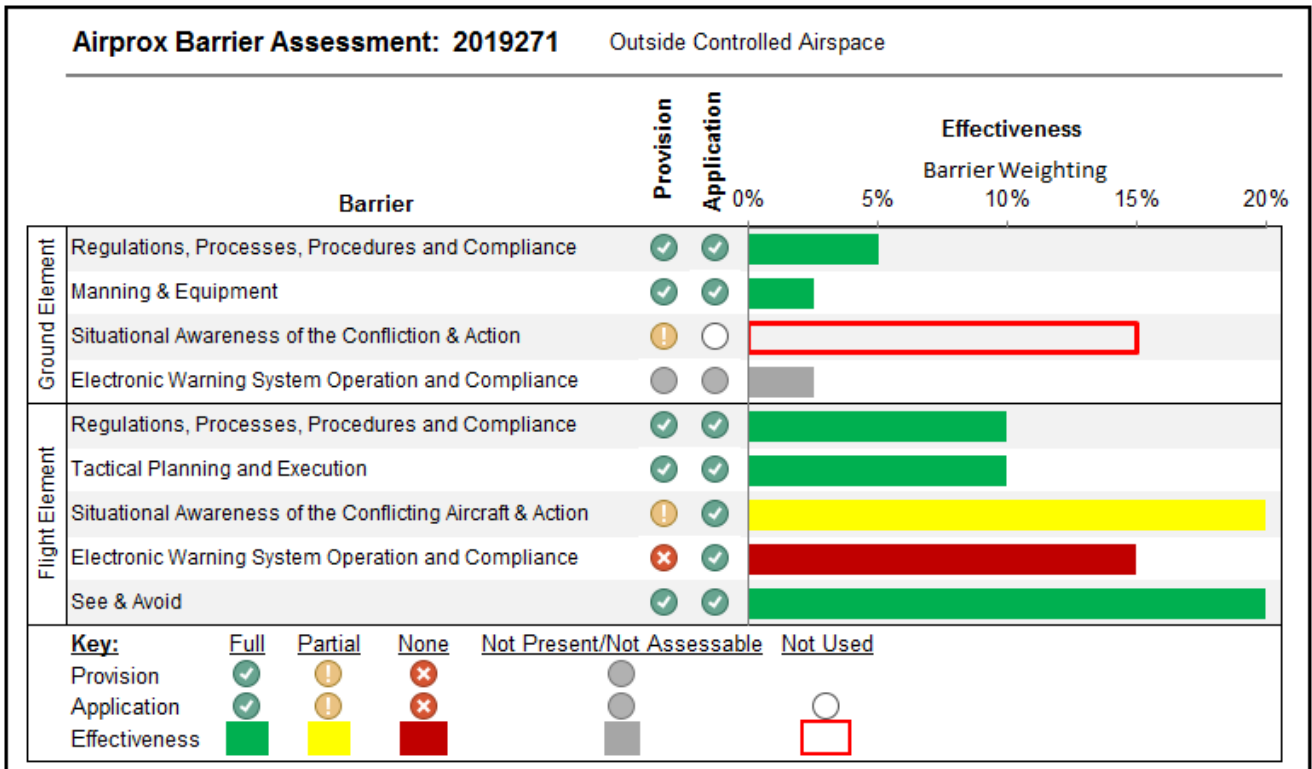 Airprox Barrier Assessment: 2019271 Outside Controlled Airspace
Provision
Application
Effectiveness
Barrier Weighting
Barrier
0% 5% 10% 15% 20%
Ground Element
Regulations, Processes, Procedures and Compliance
Manning & Equipment
Situational Awareness of the Confliction & Action
Electronic Warning System Operation and Compliance
Flight Element
Regulations, Processes, Procedures and Compliance
Tactical Planning and Execution
Situational Awareness of the Conflicting Aircraft & Action
Electronic Warning System Operation and Compliance
See & Avoid
Key: Full Partial None Not Present/Not Assessable Not Used
Provision
Application
Effectiveness